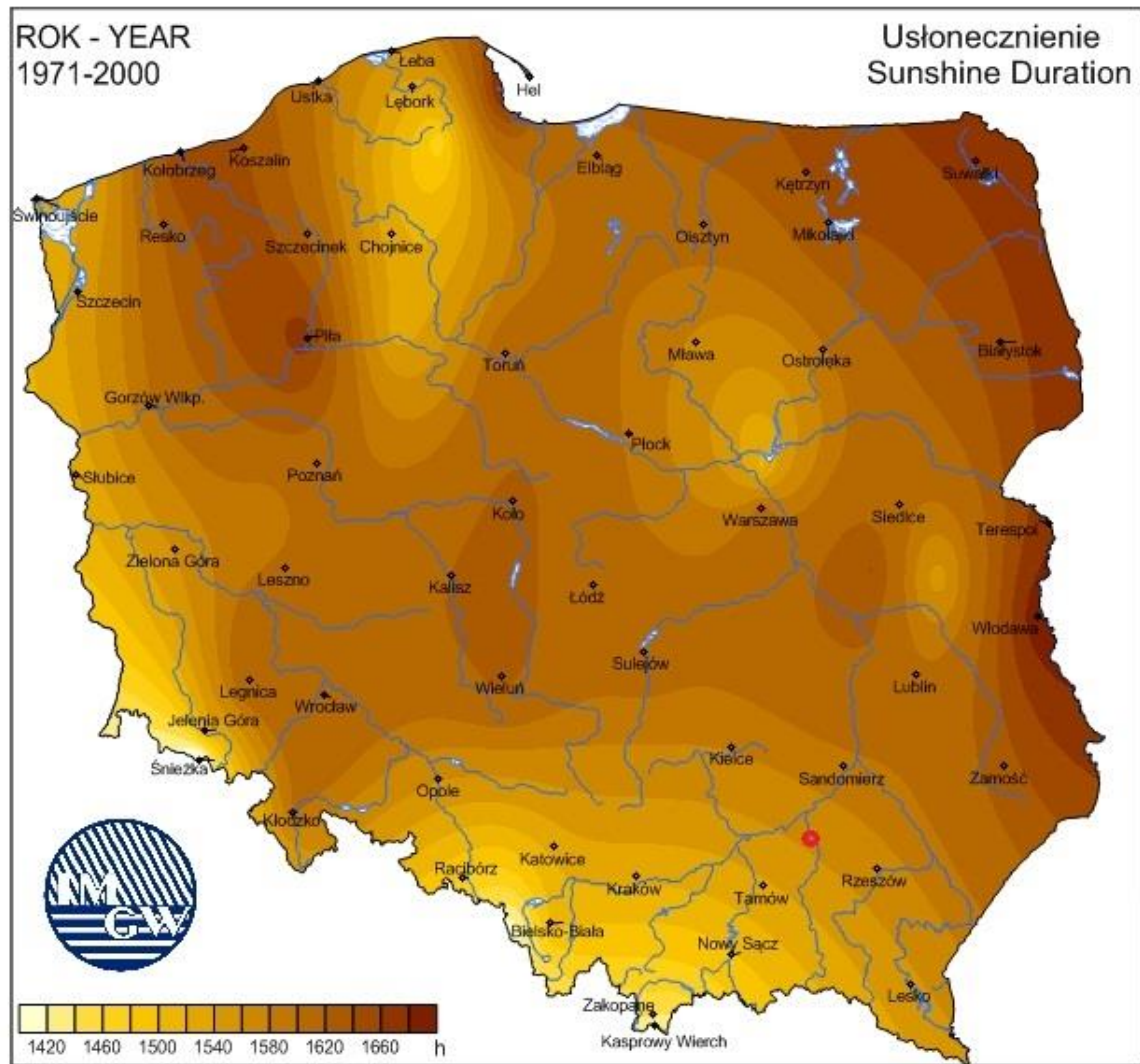 ROK - YEAR
1971-2000
Usłonecznienie
Sunshine Duration
Łeba
Ustka
Lębork
Hel
Kołobrzeg
Koszalin
Elbląg
Kętrzyn
Suwałki
Świnoujście
Resko
Szczecinek
Chojnice
Olsztyn
Mikołajki
Szczecin
Piła
Toruń
Mława
Ostrołęka
Białystok
Gorzów Wlkp.
Płock
Słubice
Poznań
Koło
Warszawa
Siedlce
Terespol
Zielona Góra
Leszno
Kalisz
Łódź
Włodawa
Sulejów
Legnica
Wrocław
Wieluń
Lublin
Jelenia Góra
Śnieżka
Opole
Kielce
Sandomierz
Zamość
Kłodzko
Racibórz
Katowice
Kraków
Tarnów
Rzeszów
Bielsko-Biała
Nowy Sącz
Zakopane
Lesko
Kasprowy Wierch
IMGW
1420 1460 1500 1540 1580 1620 1660 h